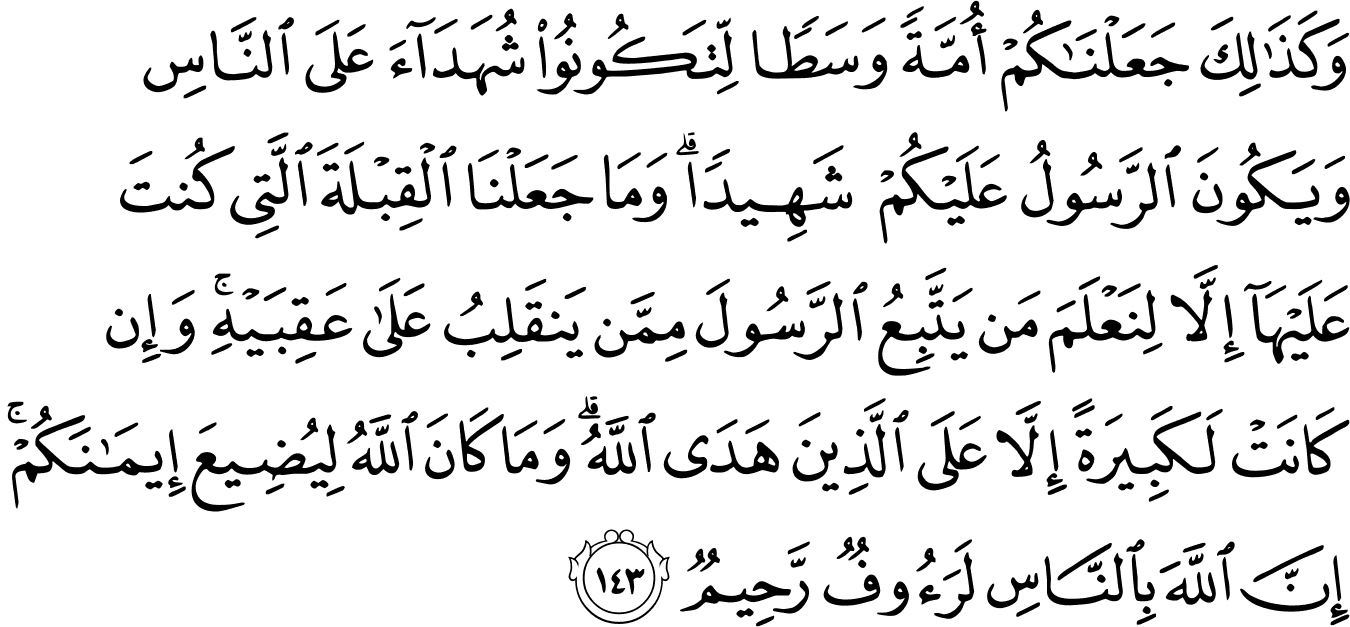 وَكَذَٰلِكَ جَعَلْنَـٰكُمْ أُمَّةً وَسَطًا لِّتَكُونُوا۟ شُهَدَآءَ عَلَى ٱلنَّاسِ
وَيَكُونَ ٱلرَّسُولُ عَلَيْكُمْ شَهِيدًا ۗ وَمَا جَعَلْنَا ٱلْقِبْلَةَ ٱلَّتِى كُنتَ
عَلَيْهَآ إِلَّا لِنَعْلَمَ مَن يَتَّبِعُ ٱلرَّسُولَ مِمَّن يَنقَلِبُ عَلَىٰ عَقِبَيْهِ ۚ وَإِن
كَانَتْ لَكَبِيرَةً إِلَّا عَلَى ٱلَّذِينَ هَدَى ٱللَّهُ ۗ وَمَا كَانَ ٱللَّهُ لِيُضِيعَ إِيمَـٰنَكُمْ ۚ
إِنَّ ٱللَّهَ بِٱلنَّاسِ لَرَءُوفٌ رَّحِيمٌ ١٤٣